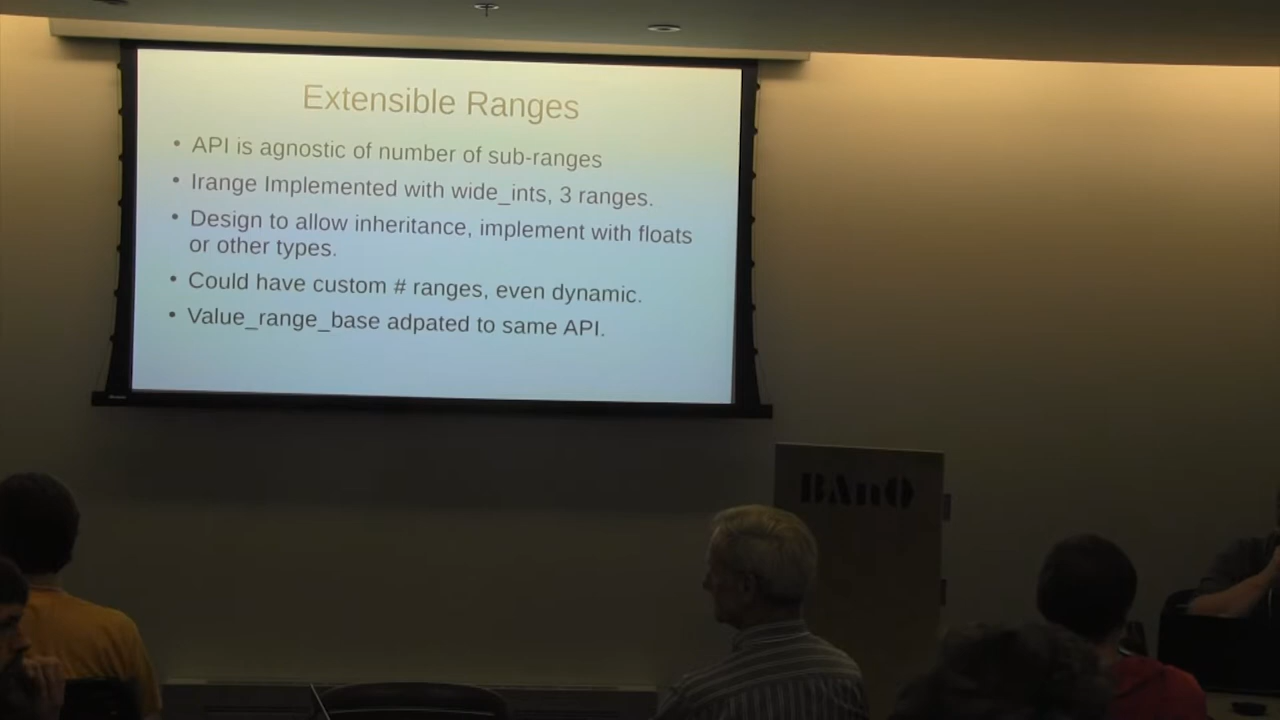 Extensible Ranges
• API is agnostic of number of sub-ranges
• Irange Implemented with wide_ints, 3 ranges.
• Design to allow inheritance, implement with floats
or other types.
• Could have custom # ranges, even dynamic.
• Value_range_base adpated to same API.
BAnQ